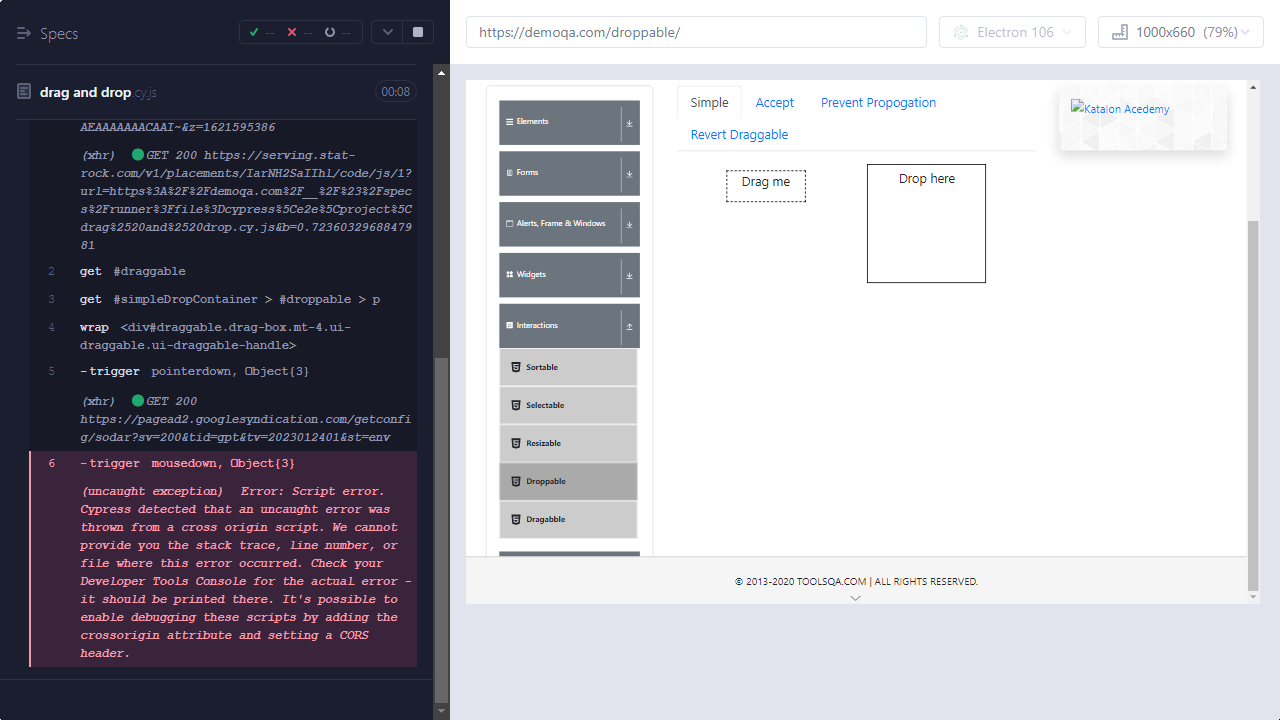 Specs
--
--
--
drag and drop.cy.js
00:08
AEAAAAAAACAAI~&z=1621595386
(xhr) GET 200 https://serving.stat-
rock.com/v1/placements/IarNH2SaIIhl/code/js/1?
url=https%3A%2F%2Fdemoqa.com%2F__%2F%23%2Fspec
s%2Frunner%3Ffile%3Dcypress%5Ce2e%5Cproject%5C
drag%2520and%2520drop.cy.js&b=0.72360329688479
81
2 get #draggable
3 get #simpleDropContainer > #droppable > p
4 wrap <div#draggable.drag-box.mt-4.ui-
draggable.ui-draggable-handle>
5 -trigger pointerdown, Object{3}
(xhr) GET 200
https://pagead2.googlesyndication.com/getconfi
g/sodar?sv=200&tid=gpt&tv=2023012401&st=env
6 -trigger mousedown, Object{3}
(uncaught exception) Error: Script error.
Cypress detected that an uncaught error was
thrown from a cross origin script. We cannot
provide you the stack trace, line number, or
file where this error occurred. Check your
Developer Tools Console for the actual error -
it should be printed there. It's possible to
enable debugging these scripts by adding the
crossorigin attribute and setting a CORS
header.
https://demoqa.com/droppable/
Electron 106
1000x660 (79%)
Elements
Forms
Alerts, Frame & Windows
Widgets
Interactions
Sortable
Selectable
Resizable
Droppable
Dragabble
Simple
Accept
Prevent Propogation
Revert Draggable
Drag me
Drop here
Katalon Acedemy
© 2013-2020 TOOLSQA.COM | ALL RIGHTS RESERVED.